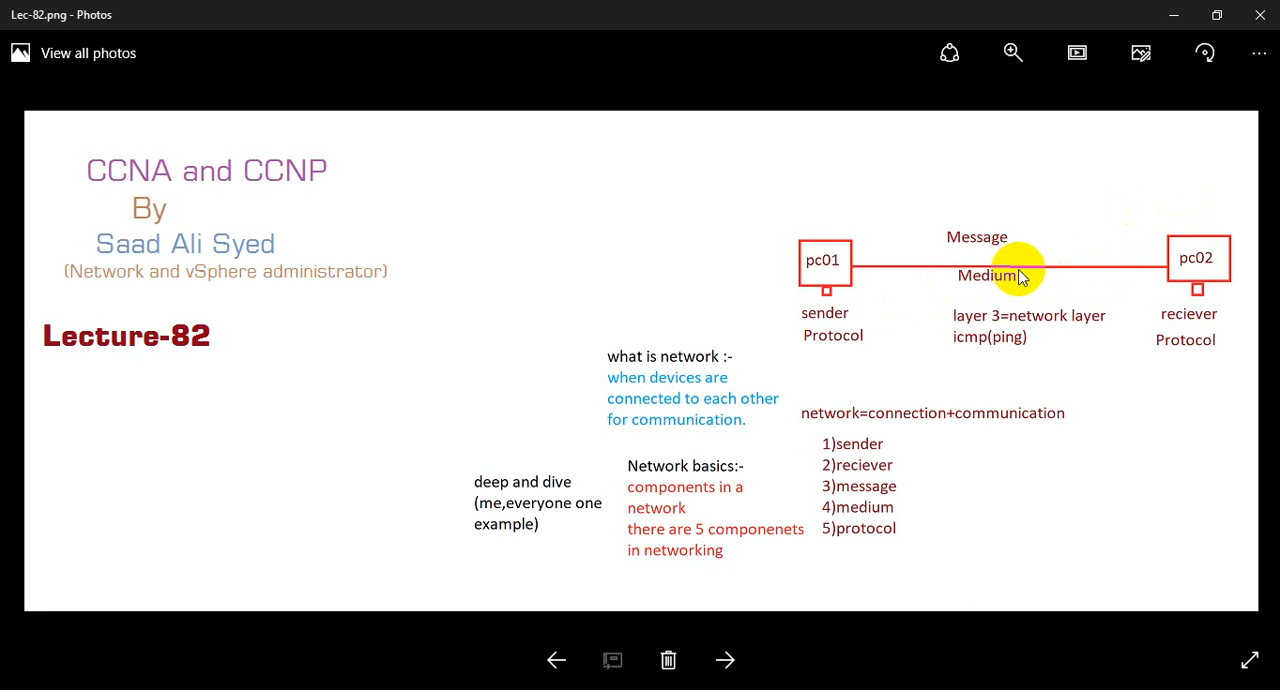 Lec-82.png - Photos
View all photos
CCNA and CCNP
By
Saad Ali Syed
(Network and vSphere administrator)
Lecture-82
Message
pc01
pc02
Medium
sender
Protocol
layer 3=network layer
icmp(ping)
reciever
Protocol
what is network :-
when devices are
connected to each other
for communication.
network=connection+communication
1)sender
2)reciever
3)message
4)medium
5)protocol
Network basics:-
components in a
network
there are 5 componenets
in networking
deep and dive
(me,everyone one
example)